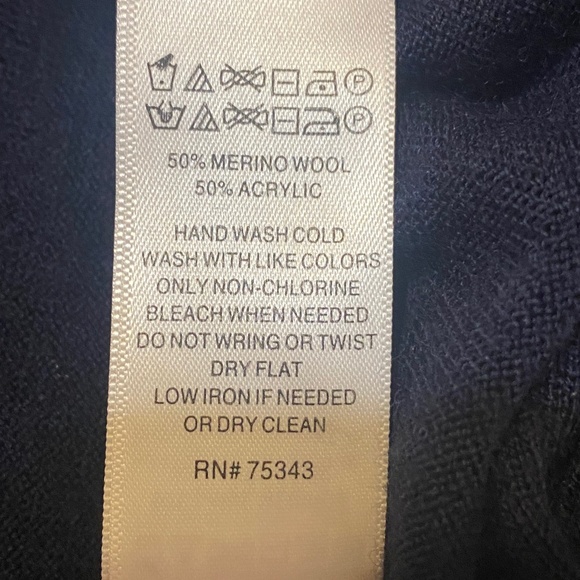 P
P
50% MERINO WOOL
50% ACRYLIC
HAND WASH COLD
WASH WITH LIKE COLORS
ONLY NON-CHLORINE
BLEACH WHEN NEEDED
DO NOT WRING OR TWIST
DRY FLAT
LOW IRON IF NEEDED
OR DRY CLEAN
RN# 75343